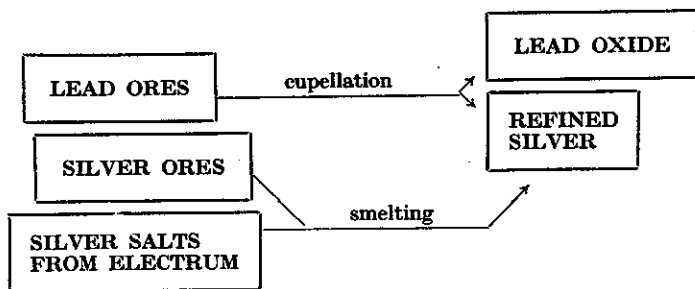 LEAD OXIDE
LEAD ORES
cupellation
REFINED
SILVER
SILVER ORES
smelting
SILVER SALTS
FROM ELECTRUM